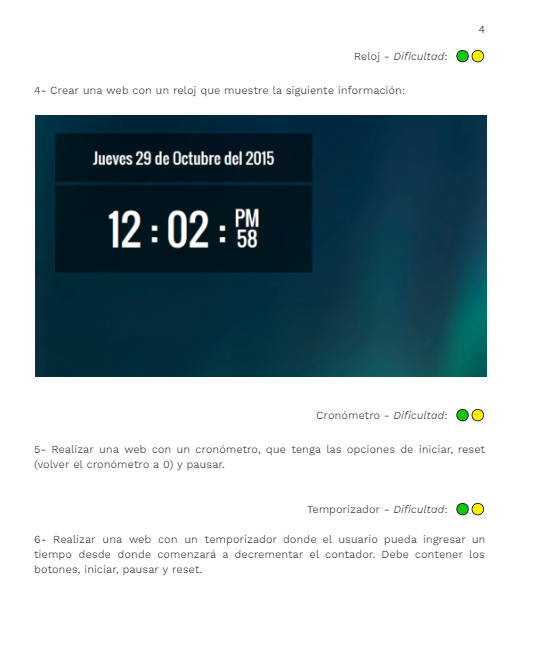 4
Reloj - Dificultad:
4- Crear una web con un reloj que muestre la siguiente información:
Jueves 29 de Octubre del 2015
12 : 02 : PM
58
Cronómetro - Dificultad:
5- Realizar una web con un cronómetro, que tenga las opciones de iniciar, reset
(volver el cronómetro a 0) y pausar.
Temporizador - Dificultad:
6- Realizar una web con un temporizador donde el usuario pueda ingresar un
tiempo desde donde comenzará a decrementar el contador. Debe contener los
botones, iniciar, pausar y reset.